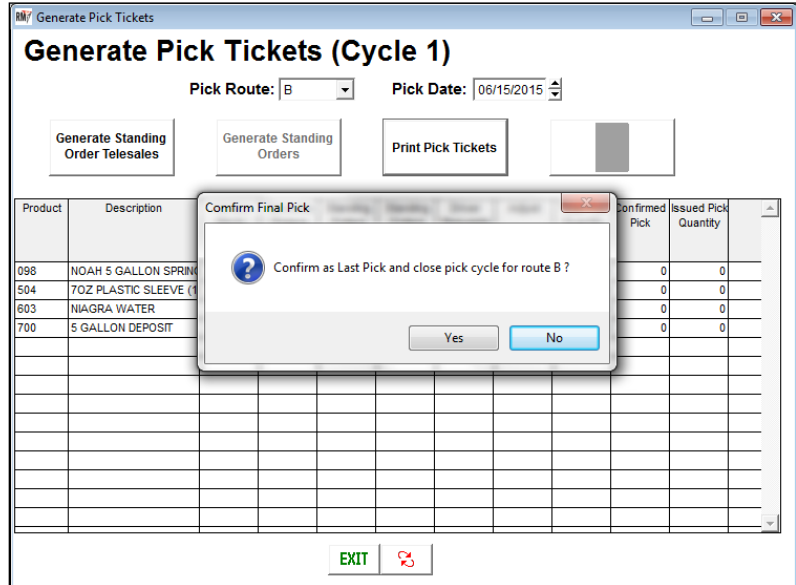 RMA Generate Pick Tickets
Generate Pick Tickets (Cycle 1)
Pick Route: B
Pick Date: 06/15/2015
Generate Standing
Order Telesales
Generate Standing
Orders
Print Pick Tickets
Product Description
Confirmed
Pick
Issued Pick
Quantity
Comfirm Final Pick
Confirm as Last Pick and close pick cycle for route B ?
Yes No
098 NOAH 5 GALLON SPRING 0 0
504 7OZ PLASTIC SLEEVE (1 0 0
603 NIAGRA WATER 0 0
700 5 GALLON DEPOSIT 0 0
EXIT